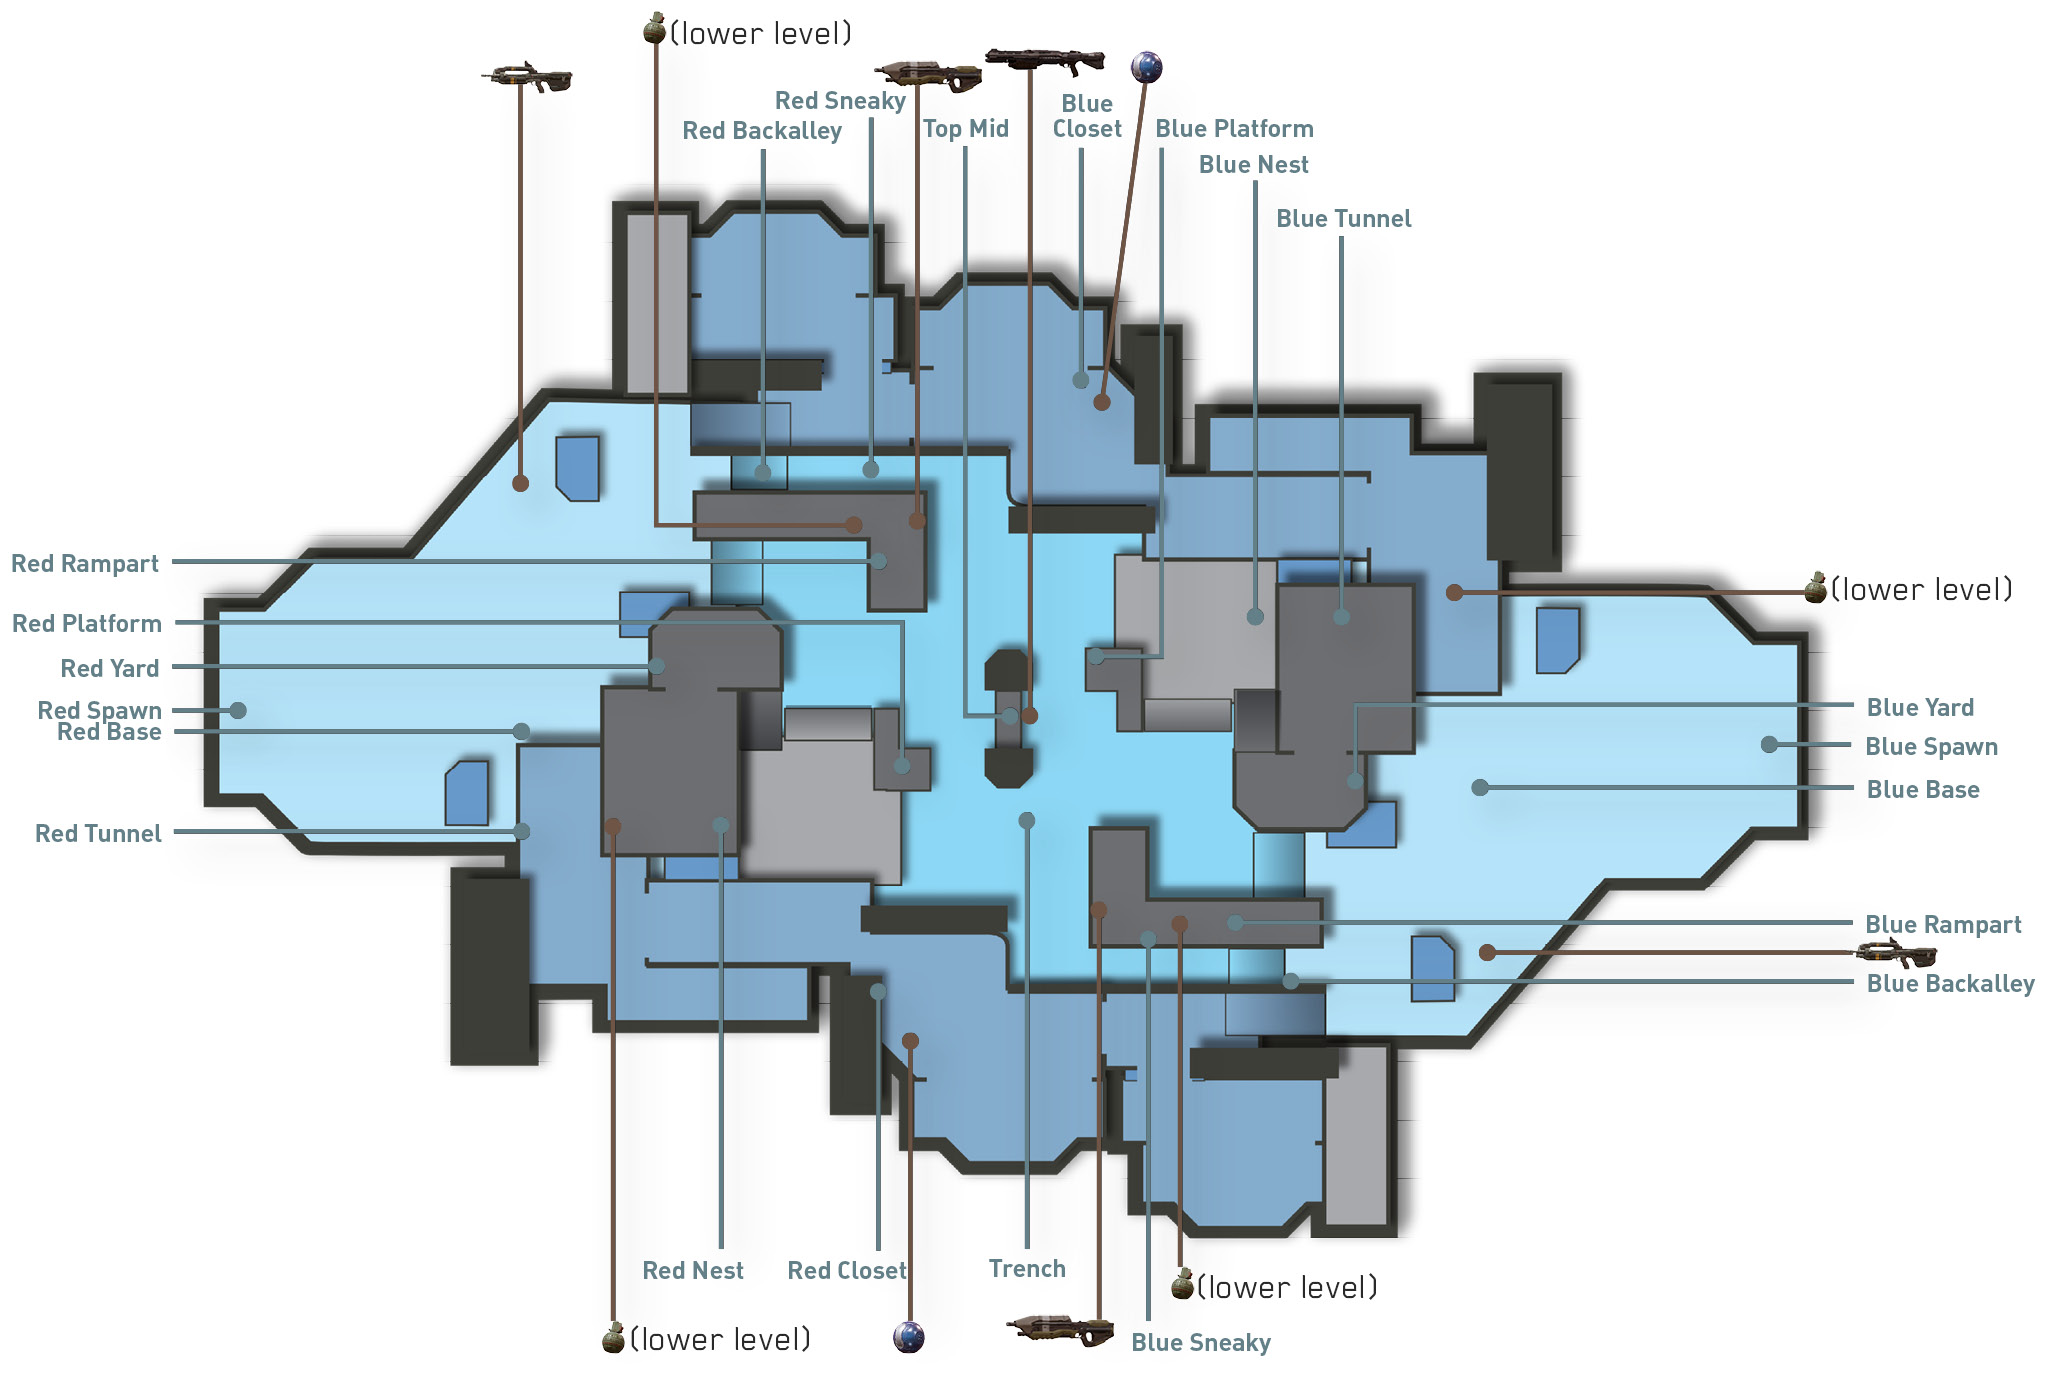 (lower level)
Red Sneaky
Red Backalley
Top Mid
Blue
Closet
Blue Platform
Blue Nest
Blue Tunnel
Red Rampart
(lower level)
Red Platform
Red Yard
Red Spawn
Red Base
Blue Yard
Blue Spawn
Blue Base
Red Tunnel
Blue Rampart
Blue Backalley
Red Nest
Red Closet
Trench
(lower level)
(lower level)
Blue Sneaky